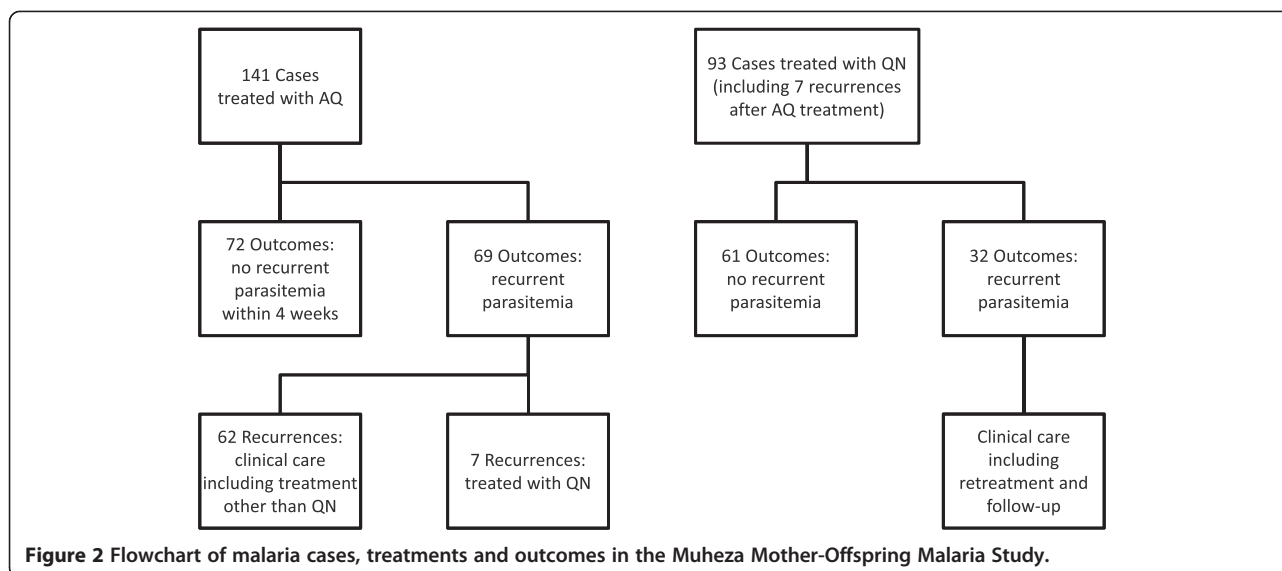 141 Cases
treated with AQ
93 Cases treated with QN
(including 7 recurrences
after AQ treatment)
72 Outcomes:
no recurrent
parasitemia
within 4 weeks
69 Outcomes:
recurrent
parasitemia
61 Outcomes:
no recurrent
parasitemia
32 Outcomes:
recurrent
parasitemia
62 Recurrences:
clinical care
including treatment
other than QN
7 Recurrences:
treated with QN
Clinical care
including
retreatment and
follow-up
Figure 2 Flowchart of malaria cases, treatments and outcomes in the Muheza Mother-Offspring Malaria Study.